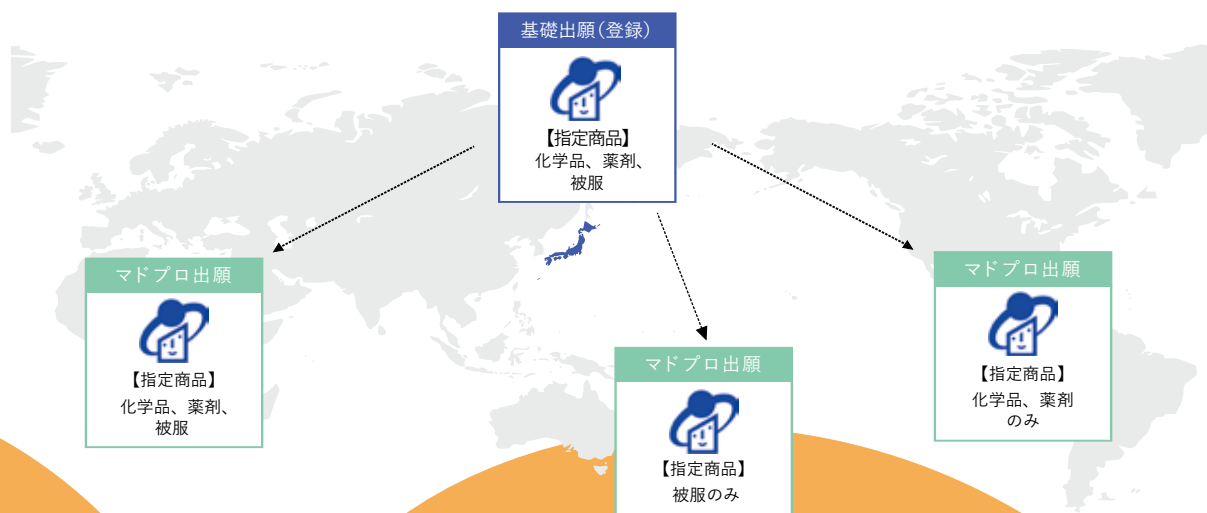 基礎出願(登録)
【指定商品】
化学品、薬剤、
被服
マドプロ出願
【指定商品】
化学品、薬剤、
被服
マドプロ出願
【指定商品】
被服のみ
マドプロ出願
【指定商品】
化学品、薬剤
のみ